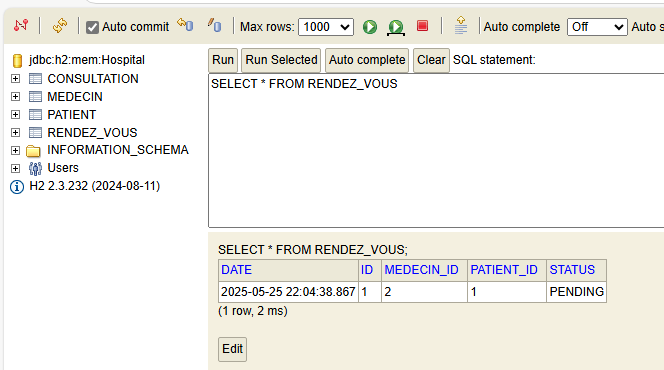 Auto commit Max rows: 1000 Auto complete Off Auto s
jdbc:h2:mem:Hospital
CONSULTATION
MEDECIN
PATIENT
RENDEZ_VOUS
INFORMATION_SCHEMA
Users
H2 2.3.232 (2024-08-11)
Run Run Selected Auto complete Clear SQL statement:
SELECT * FROM RENDEZ_VOUS
SELECT * FROM RENDEZ_VOUS;
DATE ID MEDECIN_ID PATIENT_ID STATUS
2025-05-25 22:04:38.867 1 2 1 PENDING
(1 row, 2 ms)
Edit